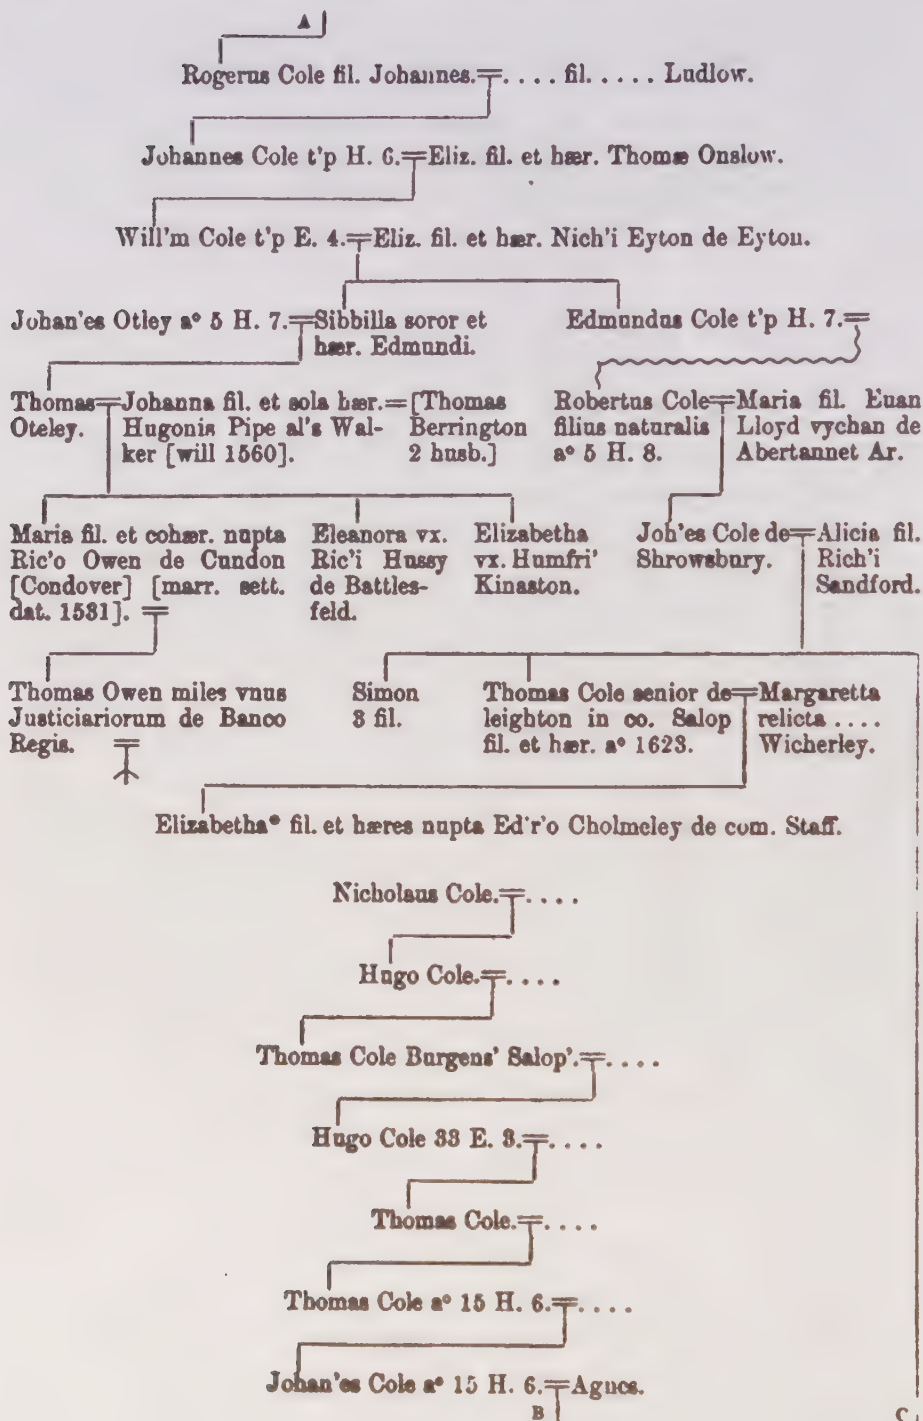 A
Rogerus Cole fil. Johannes.=. . . . fil. . . . . . Ludlow.
Johannes Cole t'p H. 6.=Eliz. fil. et hær. Thomæ Onslow.
Will'm Cole t'p E. 4.=Eliz. fil. et hær. Nich'i Eyton de Eyton.
Johan'es Otley aº 5 H. 7.=Sibbilla soror et
hær. Edmundi.
Edmundus Cole t'p H. 7.=
Thomas=
Oteley.
Johanna fil. et sola hær.=
Hugonis Pipe al's Wal-
ker [will 1560].
[Thomas
Berrington
2 husb.]
Robertus Cole=
filius naturalis
aº 5 H. 8.
Maria fil. Euan
Lloyd vychan de
Abertannet Ar.
Maria fil. et cohær. nupta
Ric'o Owen de Cundon
[Condover] [marr. sett.
dat. 1531]. =
Eleanora vx.
Ric'i Hussy
de Battles-
feld.
Elizabetha
vx. Humfri'
Kinaston.
Joh'es Cole de=
Shrowsbury.
Alicia fil.
Rich'i
Sandford.
Thomas Owen miles vnus
Justiciariorum de Banco
Regis. =
Simon
3 fil.
Thomas Cole senior de=
leighton in co. Salop
fil. et hær. aº 1623.
Margaretta
relicta . . . .
Wicherley.
Elizabetha* fil. et hæres nupta Ed'r'o Cholmeley de com. Staff.
Nicholaus Cole.=. . . .
Hugo Cole.=. . . .
Thomas Cole Burgens' Salop'.=. . . .
Hugo Cole 33 E. 3.=. . . .
Thomas Cole.=. . . .
Thomas Cole aº 15 H. 6.=. . . .
Johan'es Cole aº 15 H. 6.=Agnes.
B
C